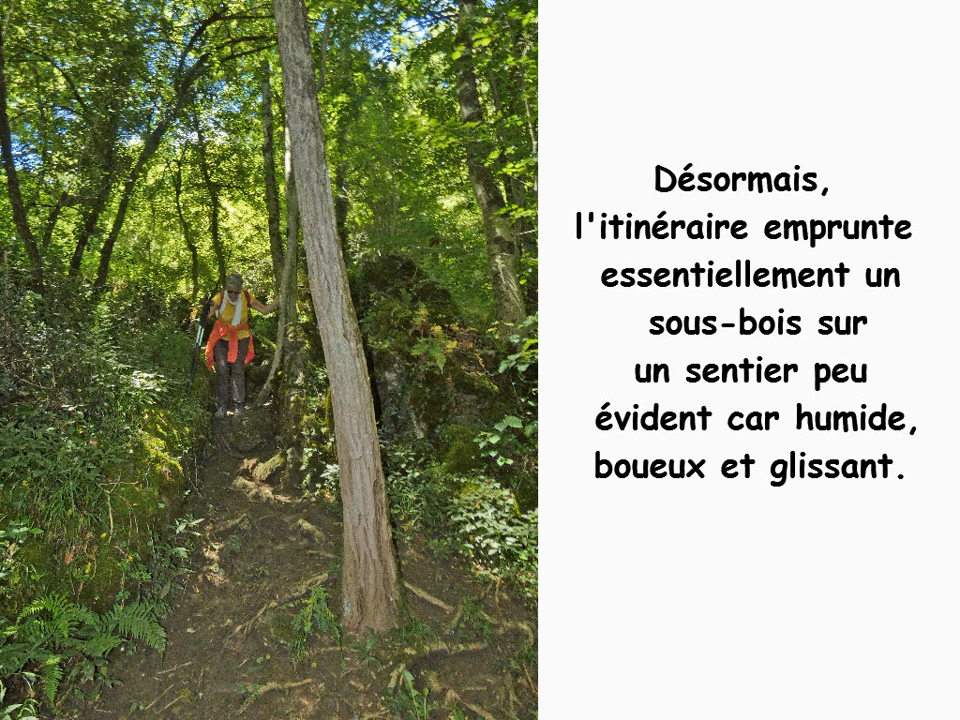 Désormais,
l'itinéraire emprunte
essentiellement un
sous-bois sur
un sentier peu
évident car humide,
boueux et glissant.